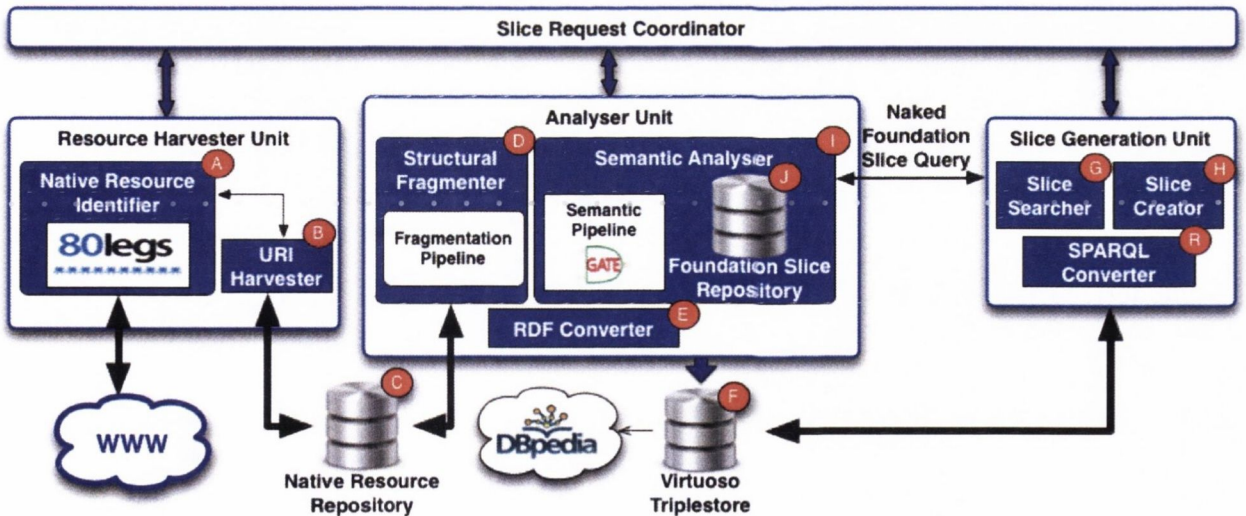 Slice Request Coordinator
Resource Harvester Unit
A
Native Resource
Identifier
80legs
B
URI
Harvester
Analyser Unit
D
Structural
Fragmenter
Fragmentation
Pipeline
I
Semantic Analyser
J
Semantic
Pipeline
GATE
Foundation Slice
Repository
E
RDF Converter
Naked
Foundation
Slice Query
Slice Generation Unit
G
Slice
Searcher
H
Slice
Creator
R
SPARQL
Converter
WWW
C
Native Resource
Repository
DBpedia
F
Virtuoso
Triplestore